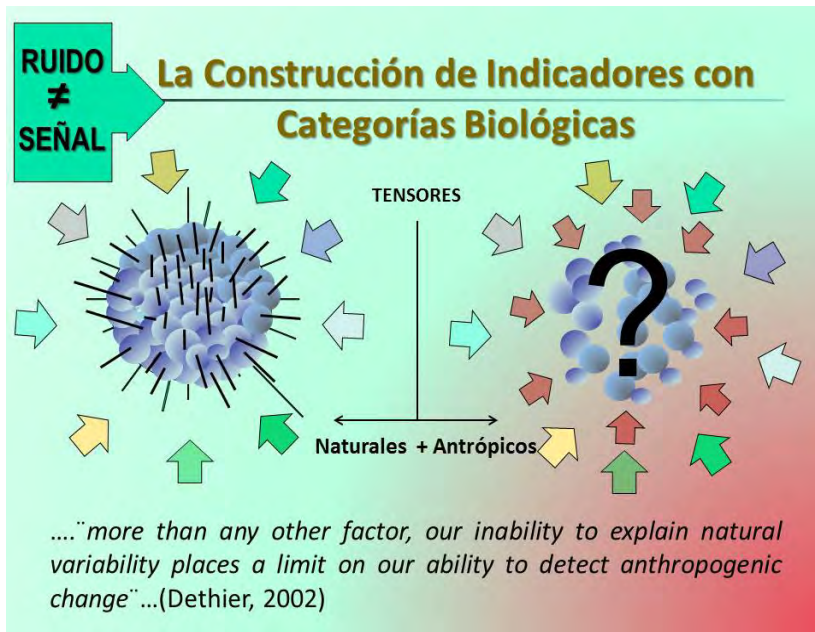 RUIDO
≠
SEÑAL
La Construcción de Indicadores con
Categorías Biológicas
TENSORES
?
Naturales + Antrópicos
....¨more than any other factor, our inability to explain natural
variability places a limit on our ability to detect anthropogenic
change¨...(Dethier, 2002)